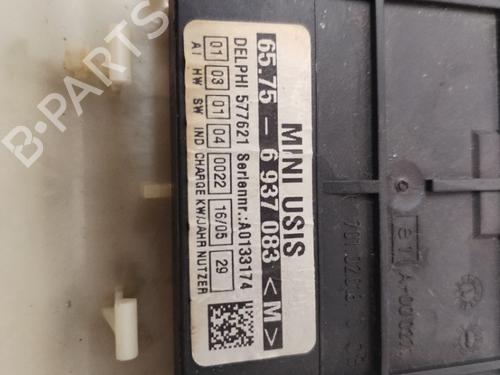 MINI USIS
65.75 - 6 937 083 <M>
DELPHI 577621 Seriennr.:A0133174
01 03 01 04 0022 16/05 29
AI HW SW IND CHARGE KW/JAHR NUTZER
B-PARTS